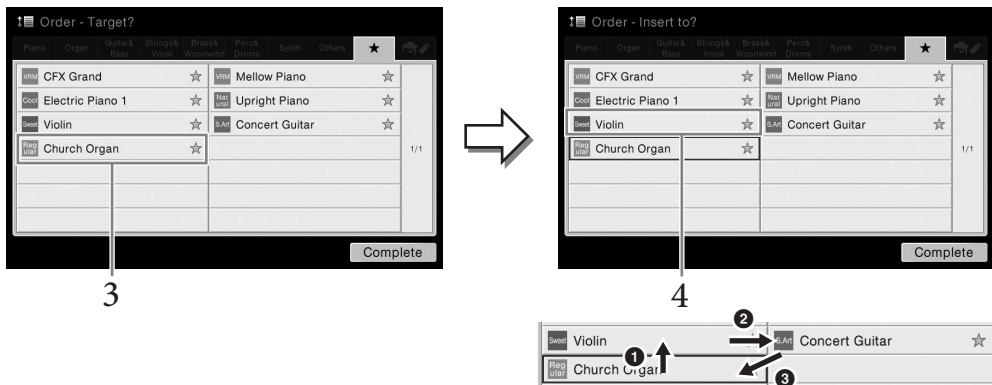 Order - Target?
Piano Organ Guitar& Bass Strings& Vocal Brass& Woodwind Perc& Drums Synth Others ★
VRM CFX Grand ☆ VRM Mellow Piano ☆
Cool Electric Piano 1 ☆ Natural Upright Piano ☆
Sweet Violin ☆ S.Art Concert Guitar ☆
Regular Church Organ ☆
1/1
Complete
3
Order - Insert to?
Piano Organ Guitar& Bass Strings& Vocal Brass& Woodwind Perc& Drums Synth Others ★
VRM CFX Grand ☆ VRM Mellow Piano ☆
Cool Electric Piano 1 ☆ Natural Upright Piano ☆
Sweet Violin ☆ S.Art Concert Guitar ☆
Regular Church Organ ☆
1/1
Complete
4
Sweet Violin ❷ S.Art Concert Guitar ☆
Regular Church Organ ❶ ❸